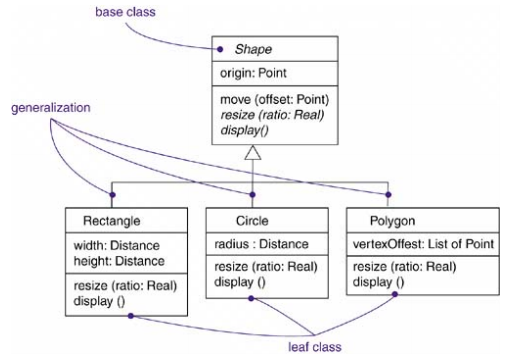 base class
Shape
origin: Point
move (offset: Point)
resize (ratio: Real)
display()
generalization
Rectangle
width: Distance
height: Distance
resize (ratio: Real)
display ()
Circle
radius : Distance
resize (ratio: Real)
display ()
Polygon
vertexOffest: List of Point
resize (ratio: Real)
display ()
leaf class